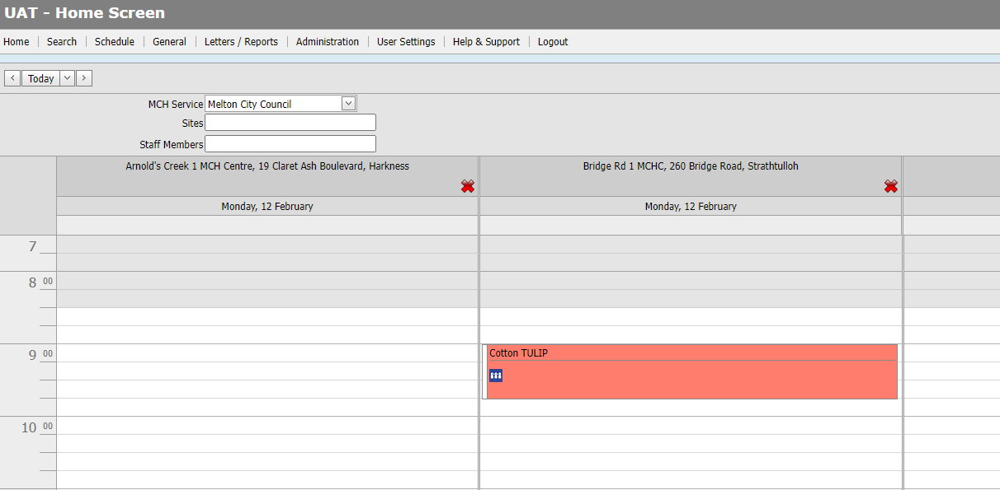 UAT - Home Screen
Home Search Schedule General Letters / Reports Administration User Settings Help & Support Logout
< Today >
MCH Service Melton City Council
Sites
Staff Members
Arnold's Creek 1 MCH Centre, 19 Claret Ash Boulevard, Harkness
Bridge Rd 1 MCHC, 260 Bridge Road, Strathtulloh
Monday, 12 February
Monday, 12 February
7
8 00
9 00
Cotton TULIP
10 00